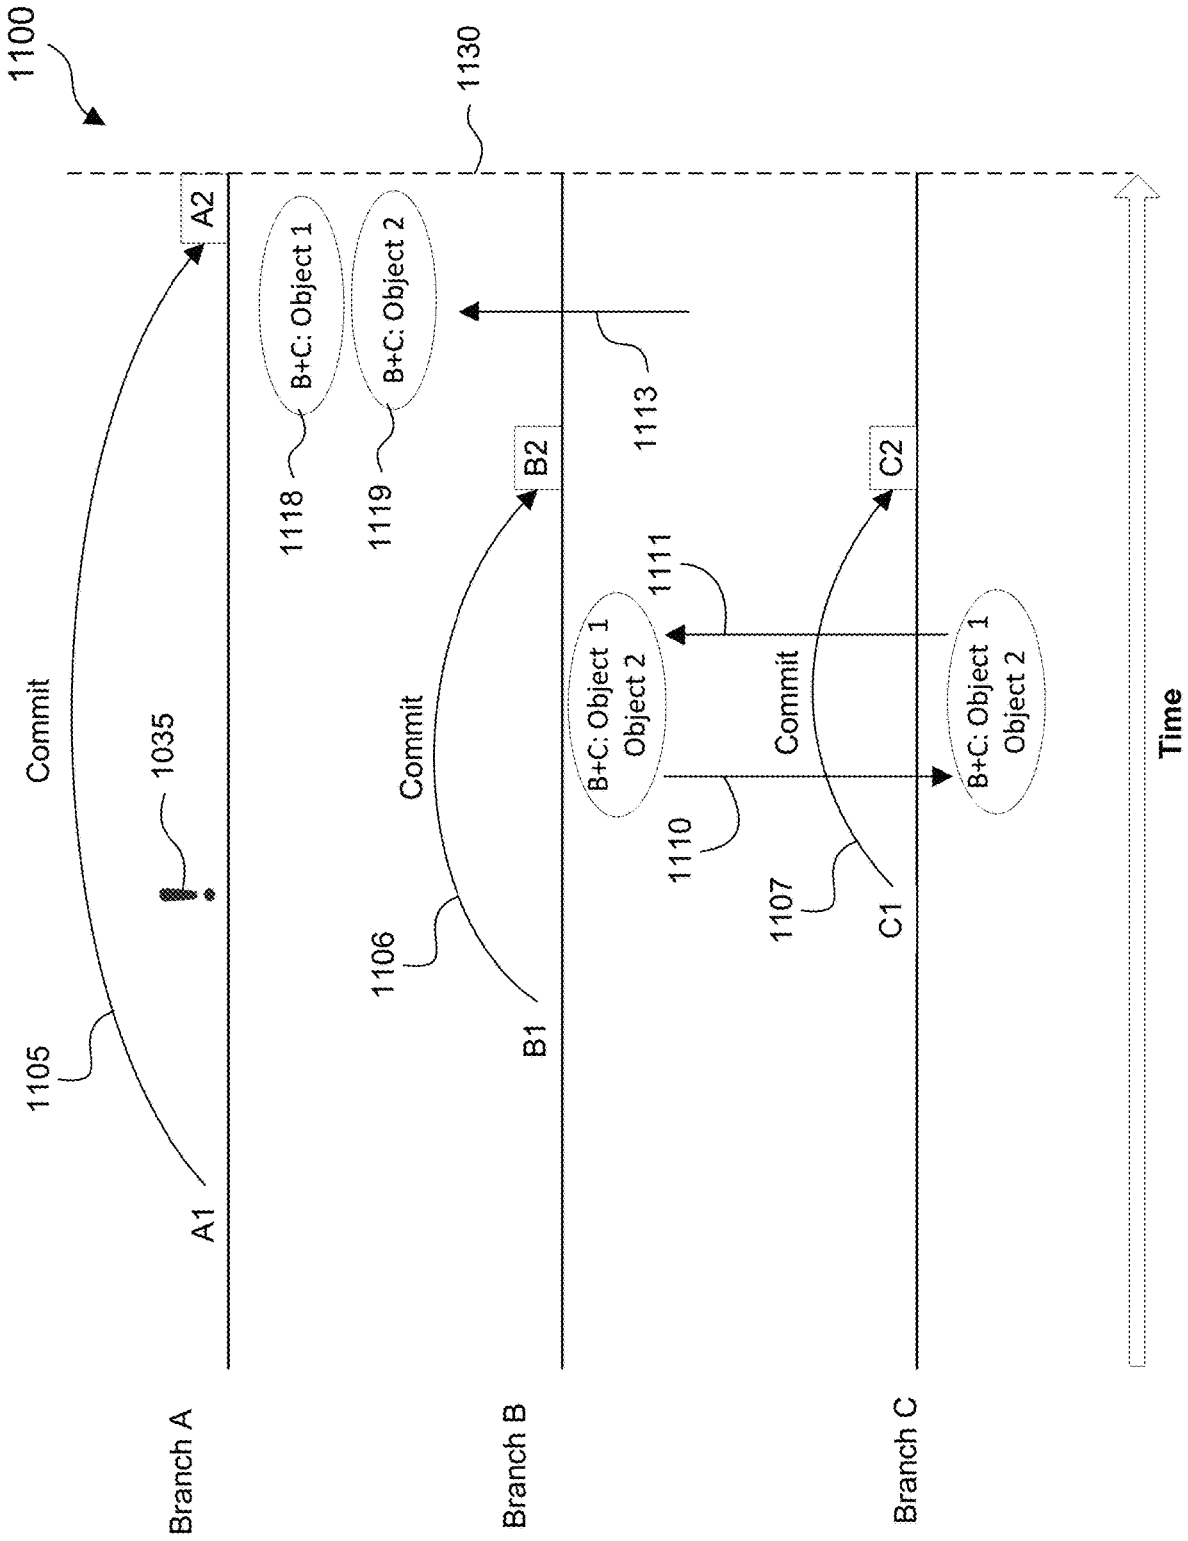 1100
1130
Branch A
A1
1105
Commit
1035
A2
B+C: Object 1
1118
B+C: Object 2
1119
Branch B
B1
1106
Commit
B2
1113
B+C: Object 1
Object 2
1110
1111
Branch C
C1
1107
Commit
C2
B+C: Object 1
Object 2
Time